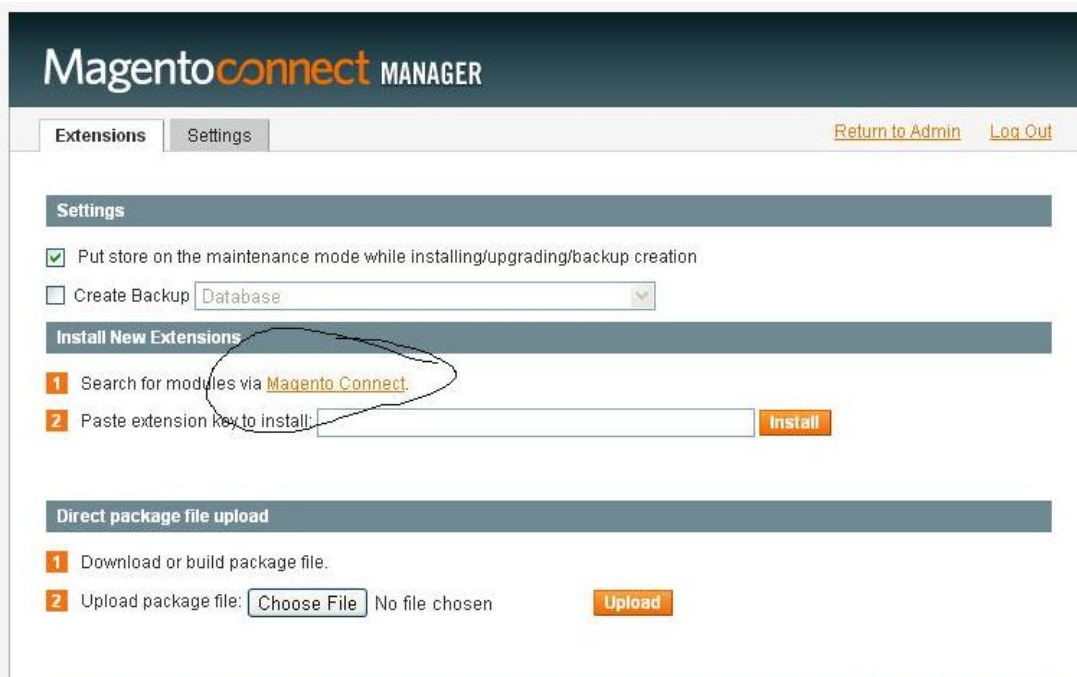 Magentoconnect MANAGER
Extensions Settings Return to Admin Log Out
Settings
Put store on the maintenance mode while installing/upgrading/backup creation
Create Backup Database
Install New Extensions
1 Search for modules via Magento Connect.
2 Paste extension key to install: Install
Direct package file upload
1 Download or build package file.
2 Upload package file: Choose File No file chosen Upload